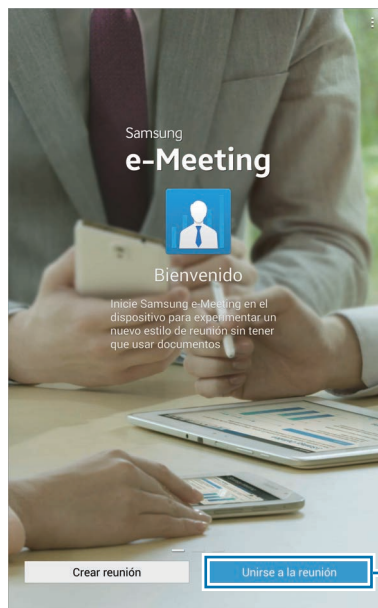 Samsung
e-Meeting
Bienvenido
Inicie Samsung e-Meeting en el
dispositivo para experimentar un
nuevo estilo de reunión sin tener
que usar documentos
Crear reunión
Unirse a la reunión